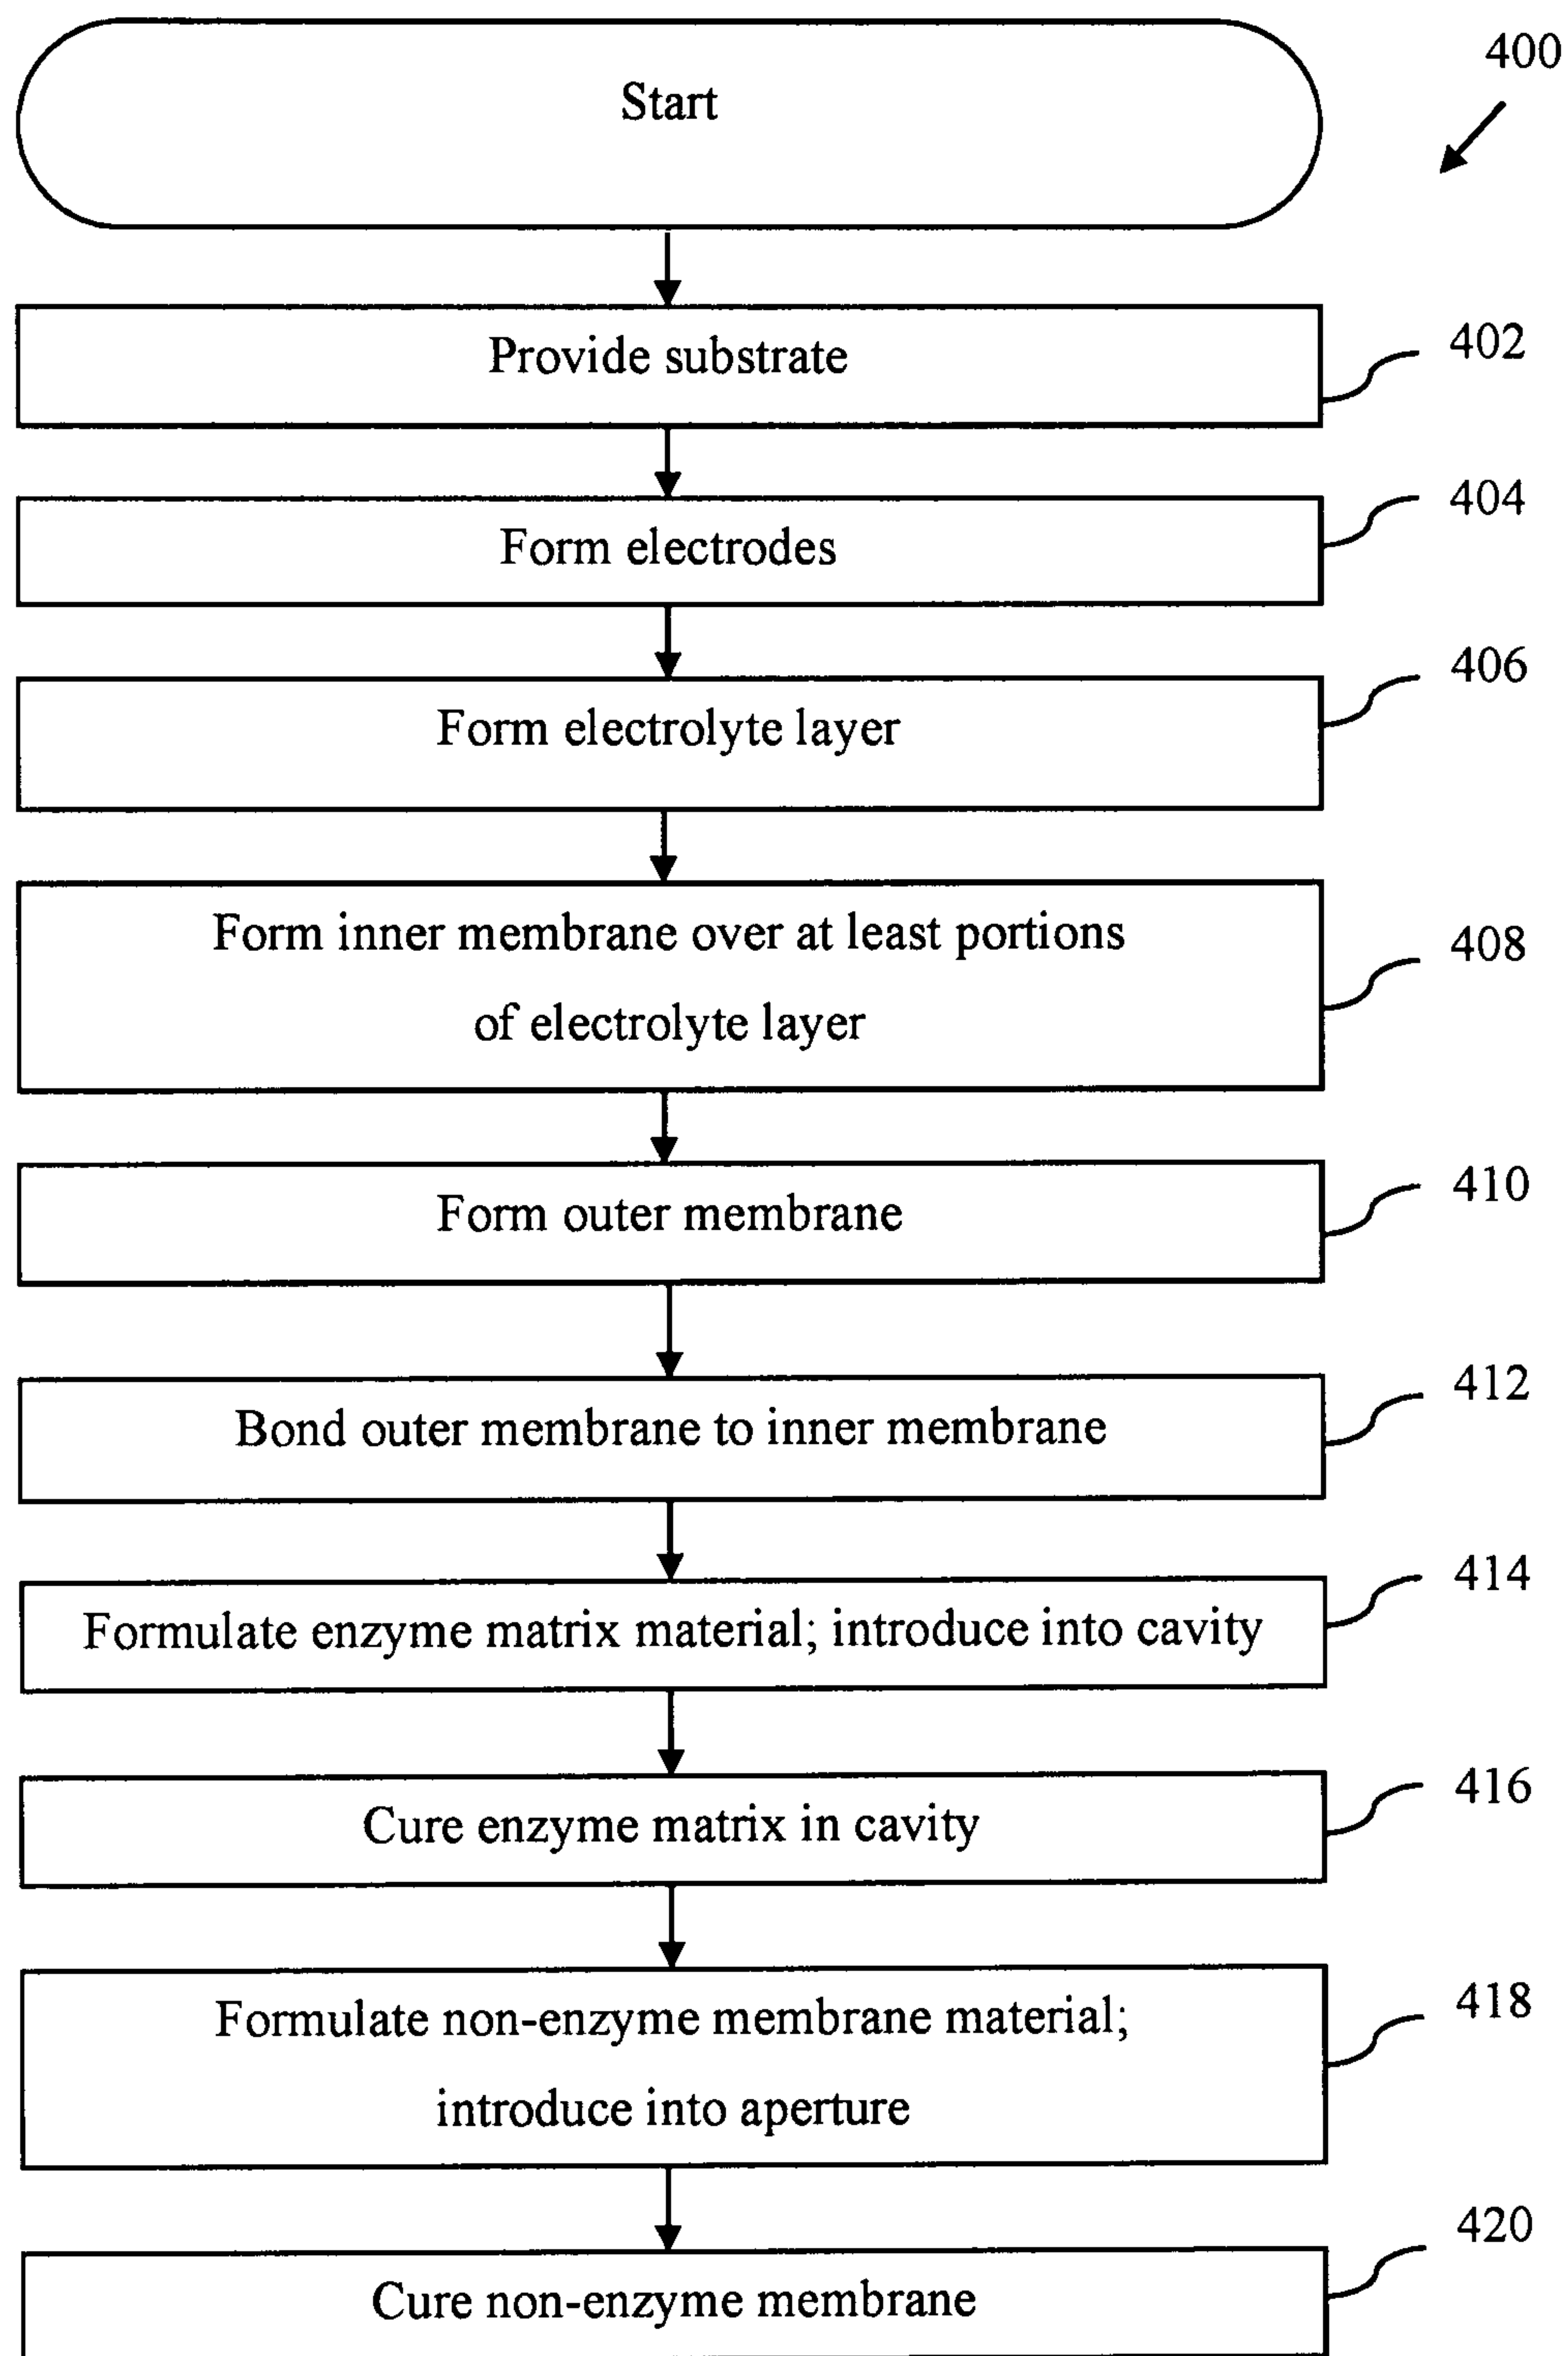 Start
400
Provide substrate
402
Form electrodes
404
Form electrolyte layer
406
Form inner membrane over at least portions
of electrolyte layer
408
Form outer membrane
410
Bond outer membrane to inner membrane
412
Formulate enzyme matrix material; introduce into cavity
414
Cure enzyme matrix in cavity
416
Formulate non-enzyme membrane material;
introduce into aperture
418
Cure non-enzyme membrane
420